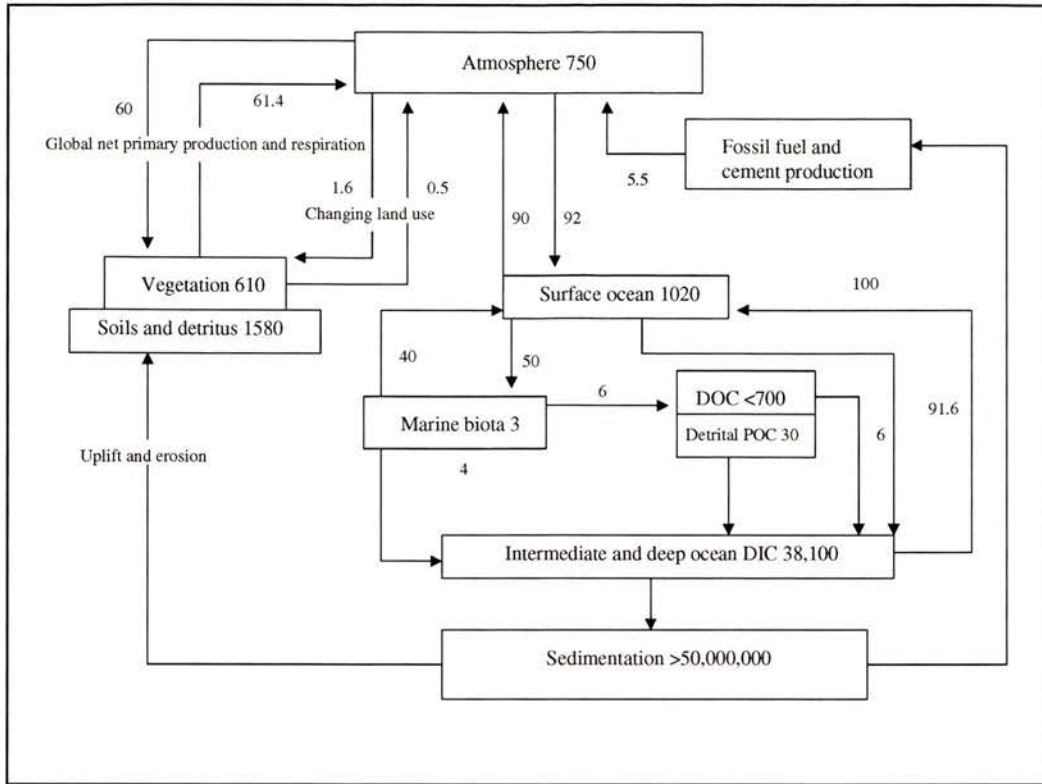 Atmosphere 750
60
61.4
Global net primary production and respiration
Fossil fuel and
cement production
5.5
1.6
0.5
Changing land use
90
92
Vegetation 610
Soils and detritus 1580
Surface ocean 1020
100
40
50
6
DOC <700
Detrital POC 30
Marine biota 3
91.6
6
Uplift and erosion
4
Intermediate and deep ocean DIC 38,100
Sedimentation >50,000,000